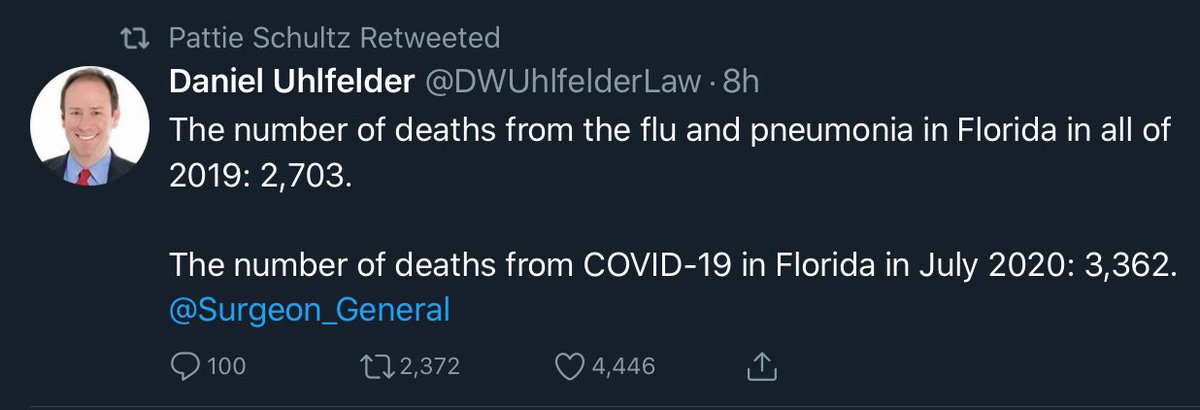 Pattie Schultz Retweeted
Daniel Uhlfelder @DWUhlfelderLaw · 8h
The number of deaths from the flu and pneumonia in Florida in all of
2019: 2,703.
The number of deaths from COVID-19 in Florida in July 2020: 3,362.
@Surgeon_General
100 2,372 4,446